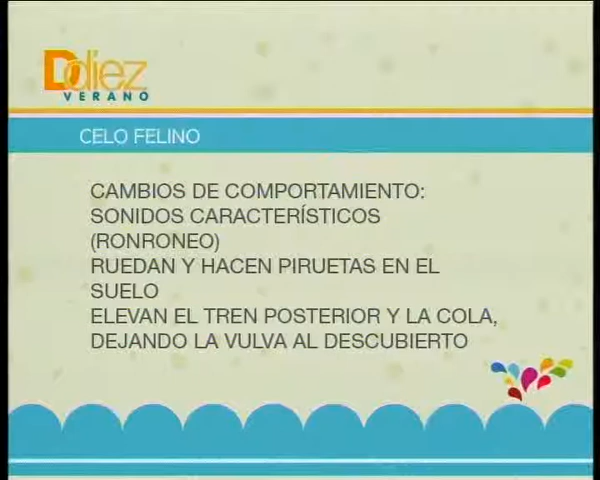 Ddiez
VERANO
CELO FELINO
CAMBIOS DE COMPORTAMIENTO:
SONIDOS CARACTERÍSTICOS
(RONRONEO)
RUEDAN Y HACEN PIRUETAS EN EL
SUELO
ELEVAN EL TREN POSTERIOR Y LA COLA,
DEJANDO LA VULVA AL DESCUBIERTO